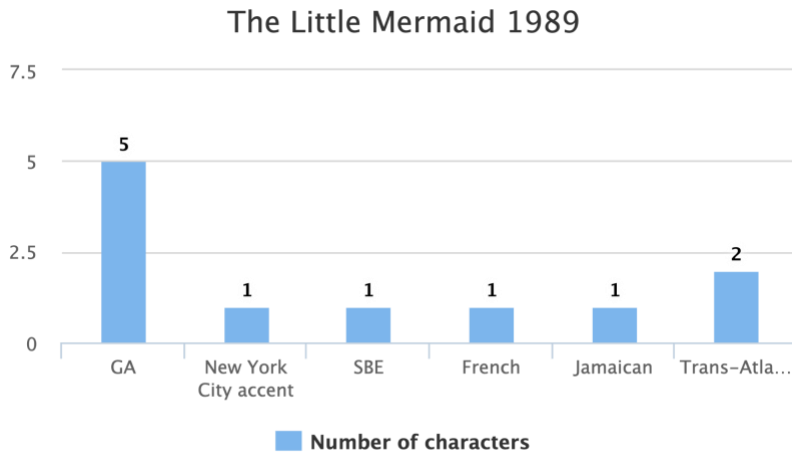 The Little Mermaid 1989
7.5
5
2.5
0
5
1
1
1
1
2
GA
New York
City accent
SBE
French
Jamaican
Trans-Atla...
Number of characters